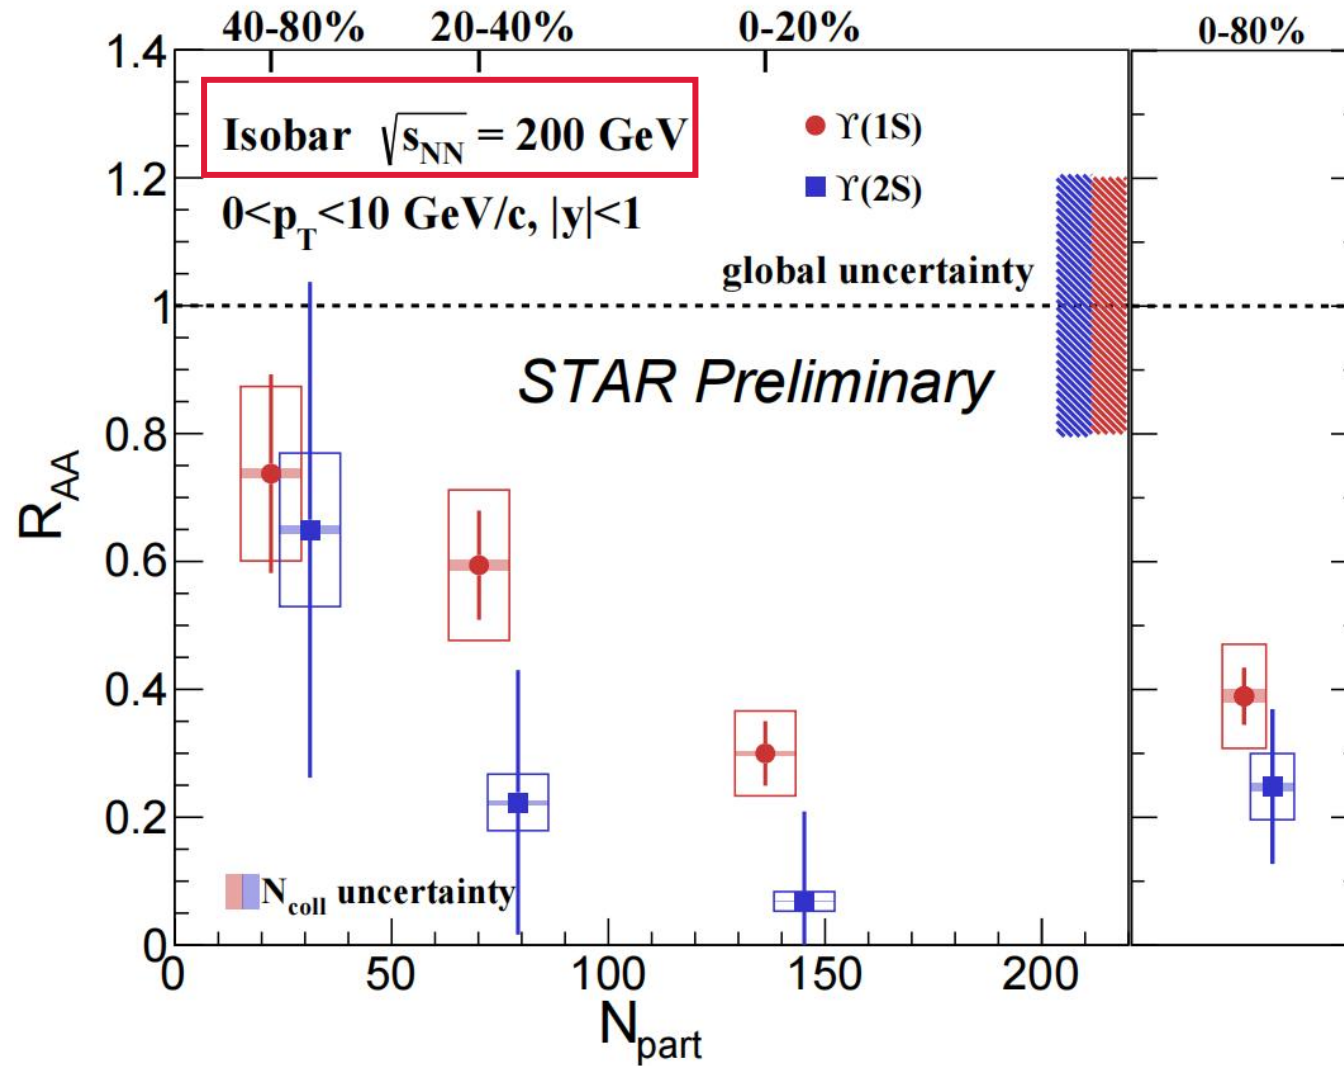 40-80% 20-40% 0-20% 0-80%
1.4
Isobar √sNN = 200 GeV
ϒ(1S)
1.2
ϒ(2S)
0<pT<10 GeV/c, |y|<1
global uncertainty
1
STAR Preliminary
0.8
RAA
0.6
0.4
0.2
Ncoll uncertainty
0
0 50 100 150 200
Npart